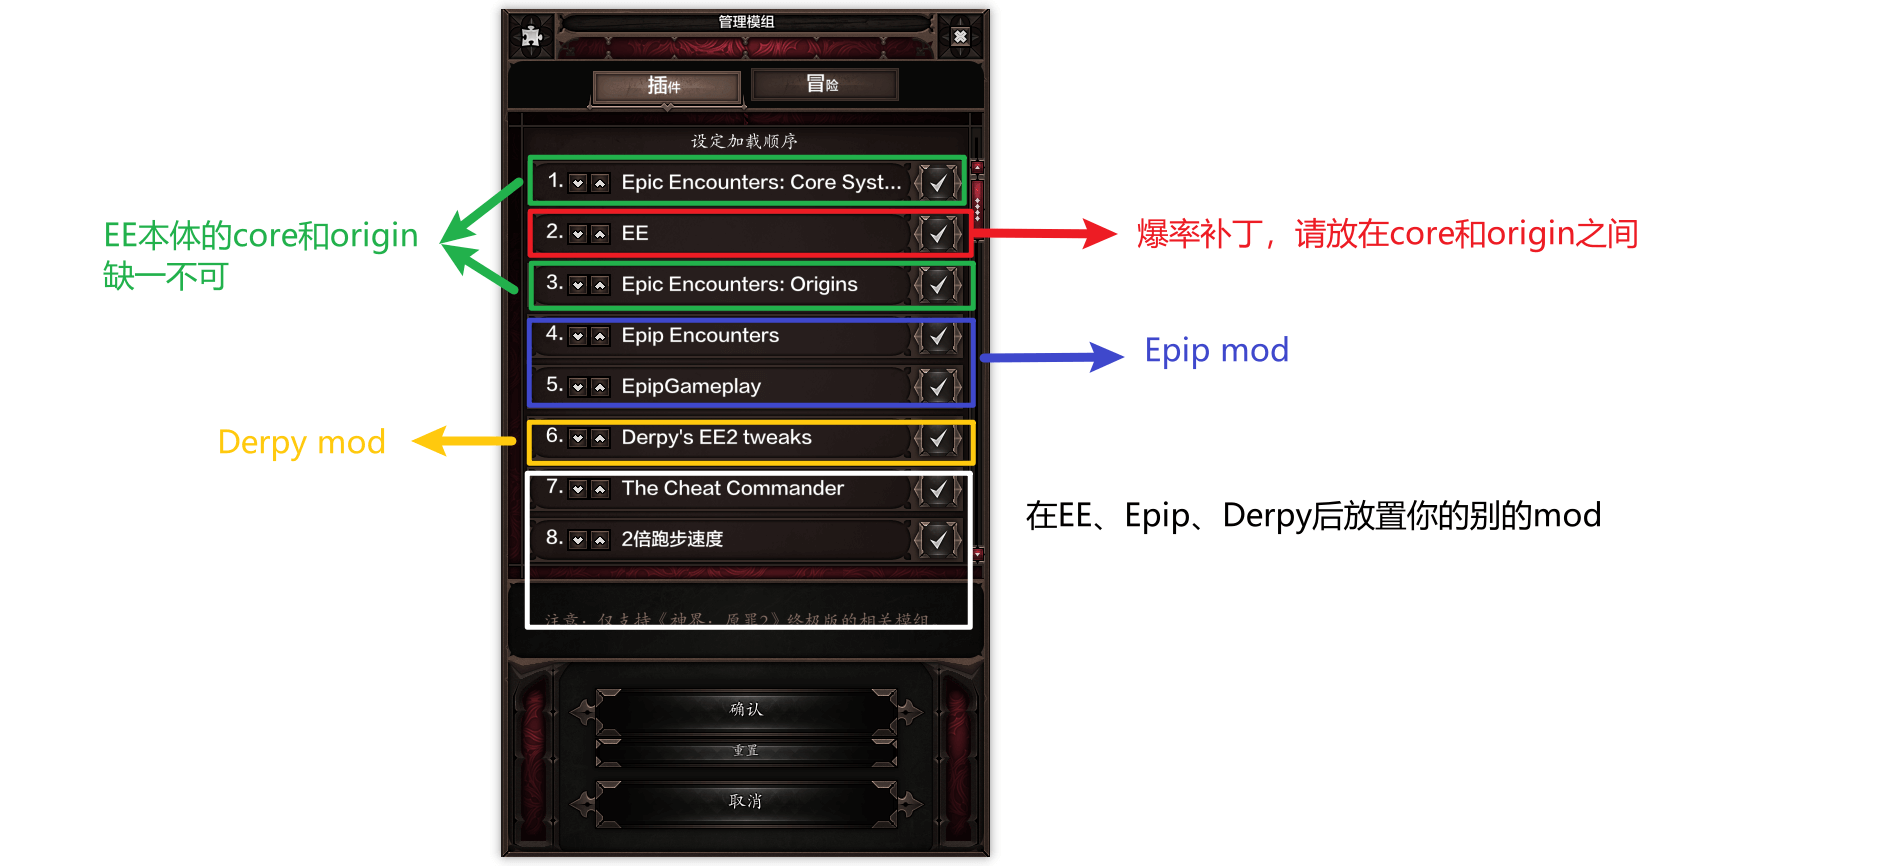 管理模组
插件
冒险
设定加载顺序
1. Epic Encounters: Core Syst...
2. EE
3. Epic Encounters: Origins
4. Epip Encounters
5. EpipGameplay
6. Derpy's EE2 tweaks
7. The Cheat Commander
8. 2倍跑步速度
注意：仅支持《神界：原罪2》终极版的相关模组
确认
重置
取消
EE本体的core和origin
缺一不可
爆率补丁，请放在core和origin之间
Epip mod
Derpy mod
在EE、Epip、Derpy后放置你的别的mod